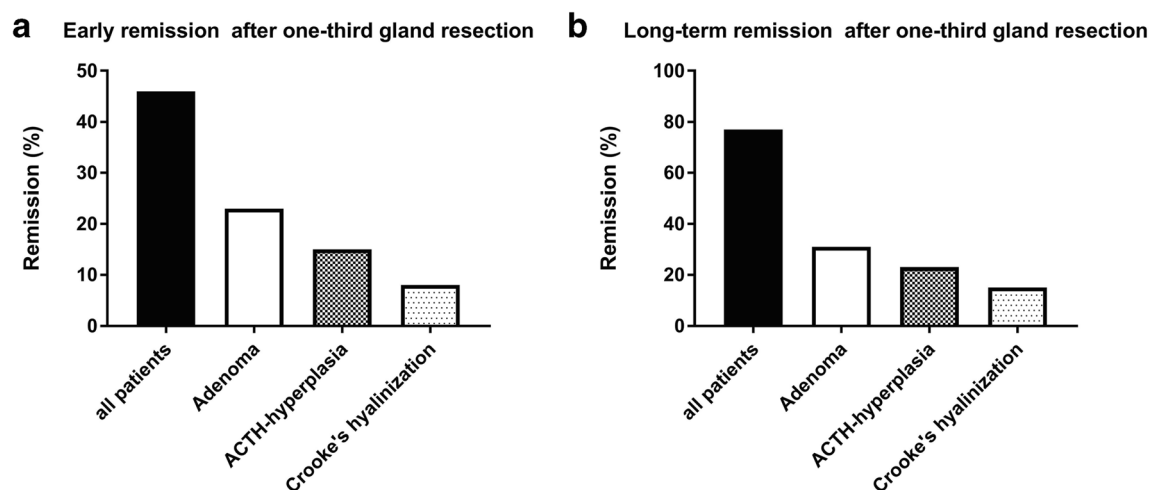 a Early remission after one-third gland resection
50
40
30
20
10
0
Remission (%)
all patients
Adenoma
ACTH-hyperplasia
Crooke's hyalinization
b Long-term remission after one-third gland resection
100
80
60
40
20
0
Remission (%)
all patients
Adenoma
ACTH-hyperplasia
Crooke's hyalinization